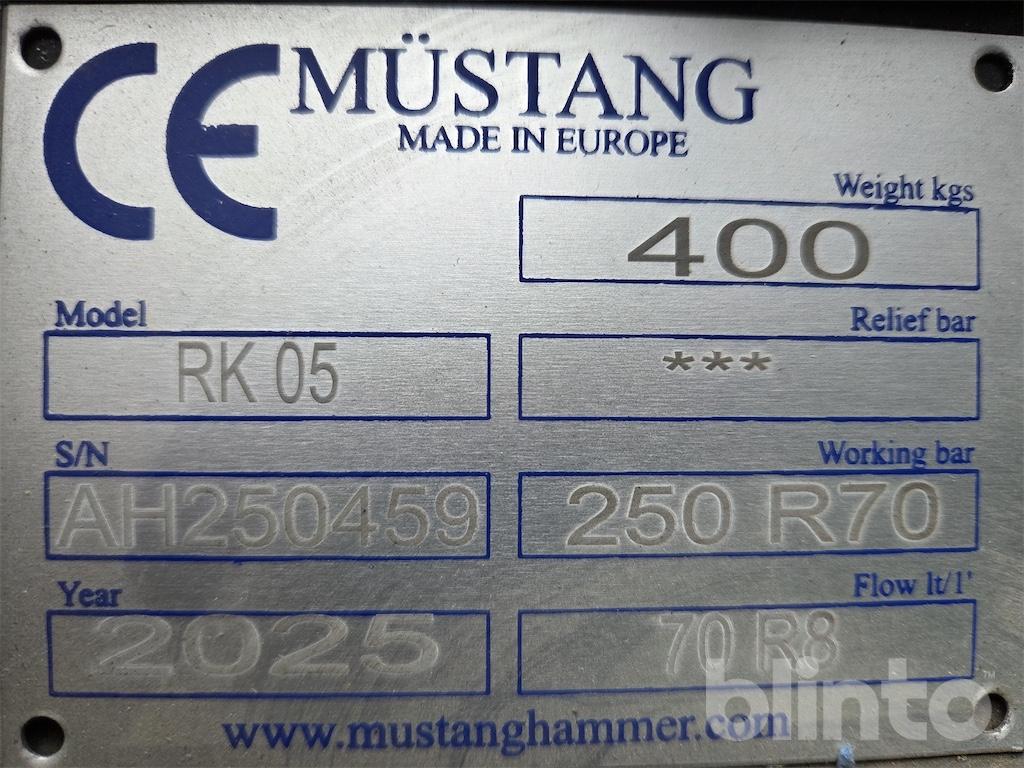 CE MÜSTANG
MADE IN EUROPE
Weight kgs
400
Model
RK 05
Relief bar
***
S/N
AH250459
Working bar
250 R70
Year
2025
Flow lt/1'
70 R8
www.mustanghammer.com
blinto™